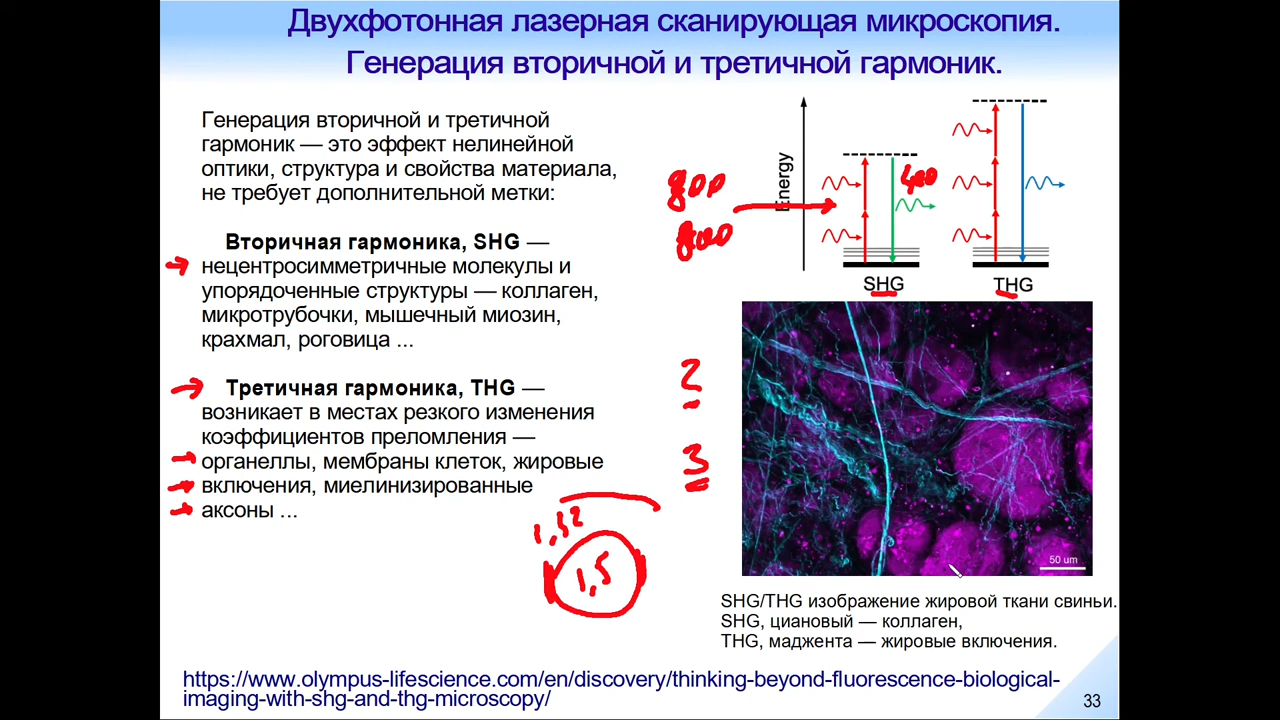 Двухфотонная лазерная сканирующая микроскопия.
Генерация вторичной и третичной гармоник.
Генерация вторичной и третичной
гармоник — это эффект нелинейной
оптики, структура и свойства материала,
не требует дополнительной метки:
Вторичная гармоника, SHG —
нецентросимметричные молекулы и
упорядоченные структуры — коллаген,
микротрубочки, мышечный миозин,
крахмал, роговица ...
Третичная гармоника, THG —
возникает в местах резкого изменения
коэффициентов преломления —
органеллы, мембраны клеток, жировые
включения, миелинизированные
аксоны ...
1,5
800
800
Energy
400
SHG
THG
2
3
50 um
SHG/THG изображение жировой ткани свиньи.
SHG, циановый — коллаген,
THG, маджента — жировые включения.
https://www.olympus-lifescience.com/en/discovery/thinking-beyond-fluorescence-biological-
imaging-with-shg-and-thg-microscopy/
33